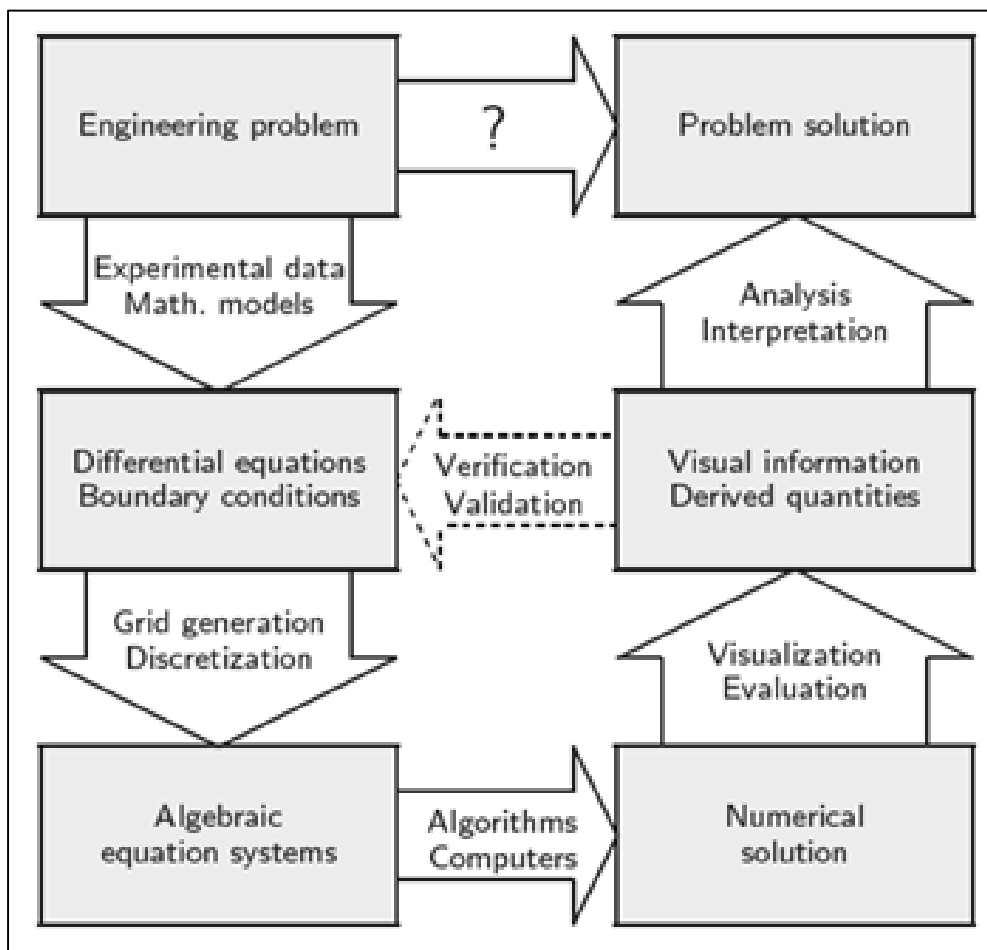 Engineering problem
?
Problem solution
Experimental data
Math. models
Analysis
Interpretation
Differential equations
Boundary conditions
Verification
Validation
Visual information
Derived quantities
Grid generation
Discretization
Visualization
Evaluation
Algebraic
equation systems
Algorithms
Computers
Numerical
solution